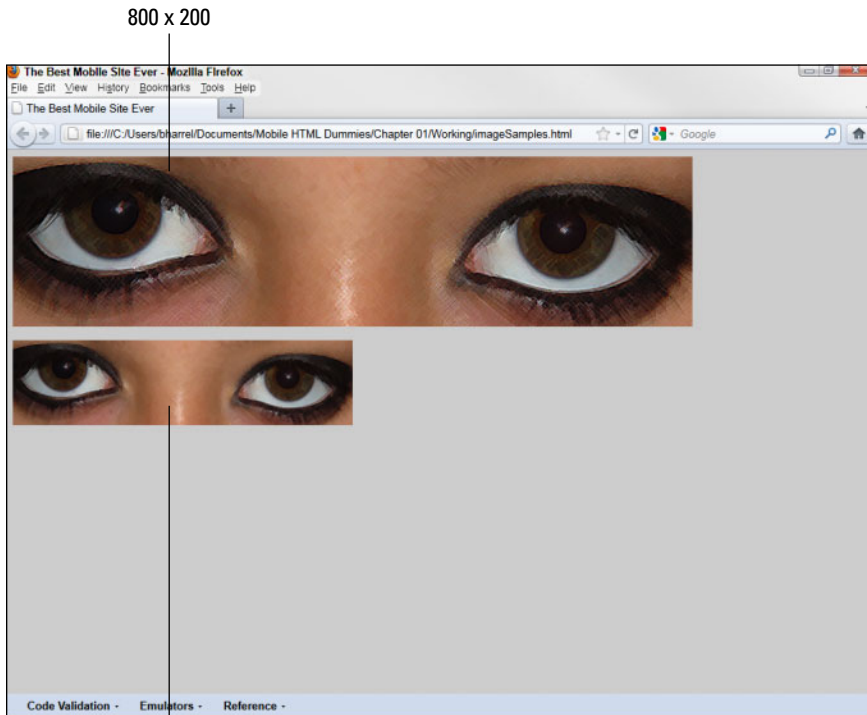 800 x 200
The Best Mobile Site Ever - Mozilla Firefox
File Edit View History Bookmarks Tools Help
The Best Mobile Site Ever +
file:///C:/Users/bharrel/Documents/Mobile HTML Dummies/Chapter 01/Working/imageSamples.html Google
Code Validation Emulators Reference